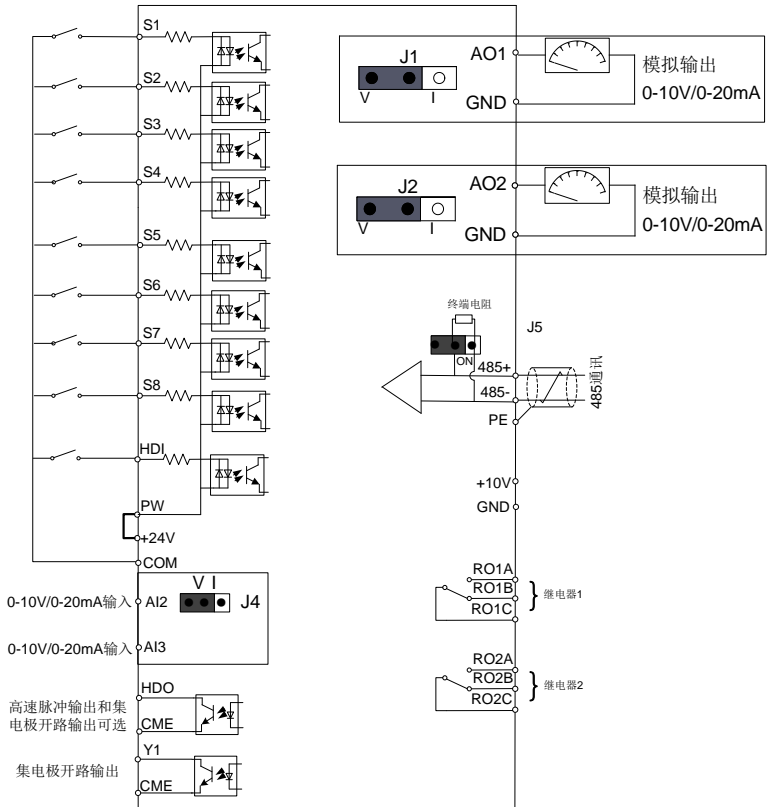 S1
S2
S3
S4
S5
S6
S7
S8
HDI
PW
+24V
COM
V I
J4
0-10V/0-20mA输入
AI2
0-10V/0-20mA输入
AI3
HDO
高速脉冲输出和集
电极开路输出可选
CME
Y1
集电极开路输出
CME
J1
V
I
AO1
GND
模拟输出
0-10V/0-20mA
J2
V
I
AO2
GND
模拟输出
0-10V/0-20mA
终端电阻
J5
ON
485+
485-
PE
485通讯
+10V
GND
RO1A
RO1B
RO1C
继电器1
RO2A
RO2B
RO2C
继电器2